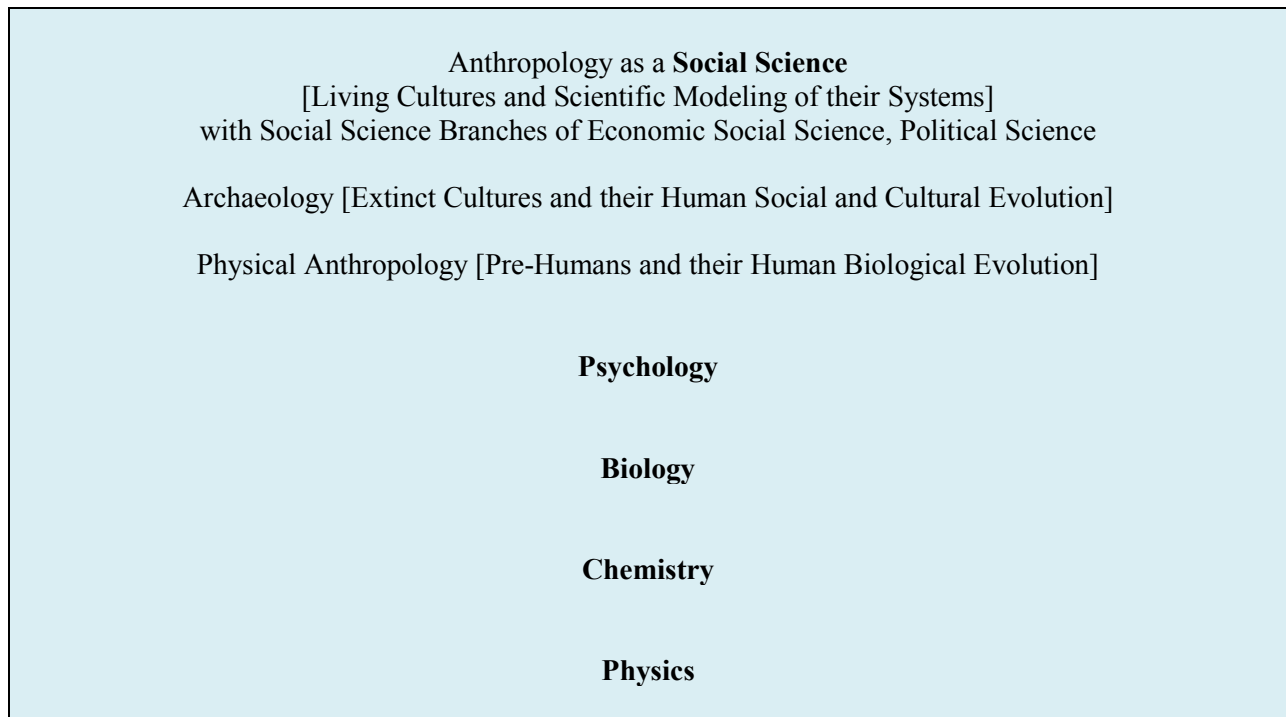 Anthropology as a Social Science
[Living Cultures and Scientific Modeling of their Systems]
with Social Science Branches of Economic Social Science, Political Science
Archaeology [Extinct Cultures and their Human Social and Cultural Evolution]
Physical Anthropology [Pre-Humans and their Human Biological Evolution]
Psychology
Biology
Chemistry
Physics